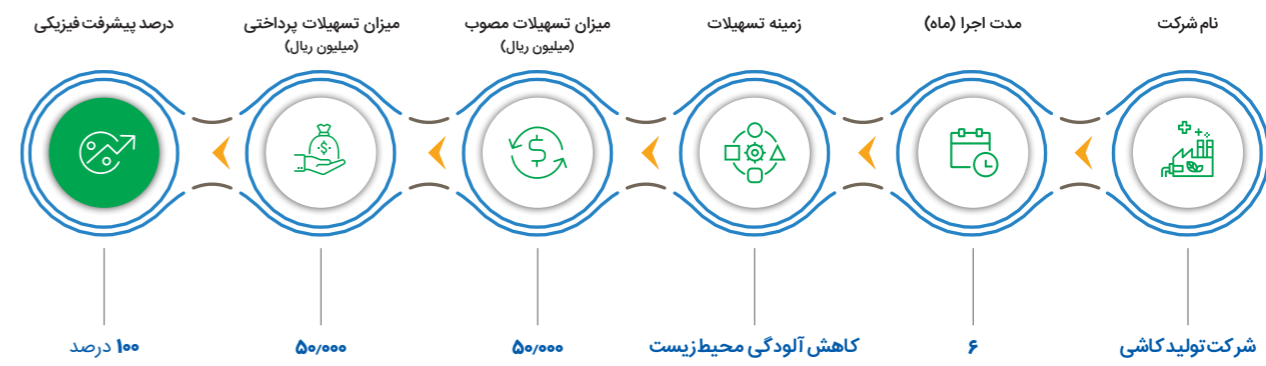 نام شرکت
مدت اجرا (ماه)
زمینه تسهیلات
میزان تسهیلات مصوب
(میلیون ریال)
میزان تسهیلات پرداختی
(میلیون ریال)
درصد پیشرفت فیزیکی
شرکت تولید کاشی
۶
کاهش آلودگی محیط‌زیست
۵۰/۰۰۰
۵۰/۰۰۰
۱۰۰ درصد